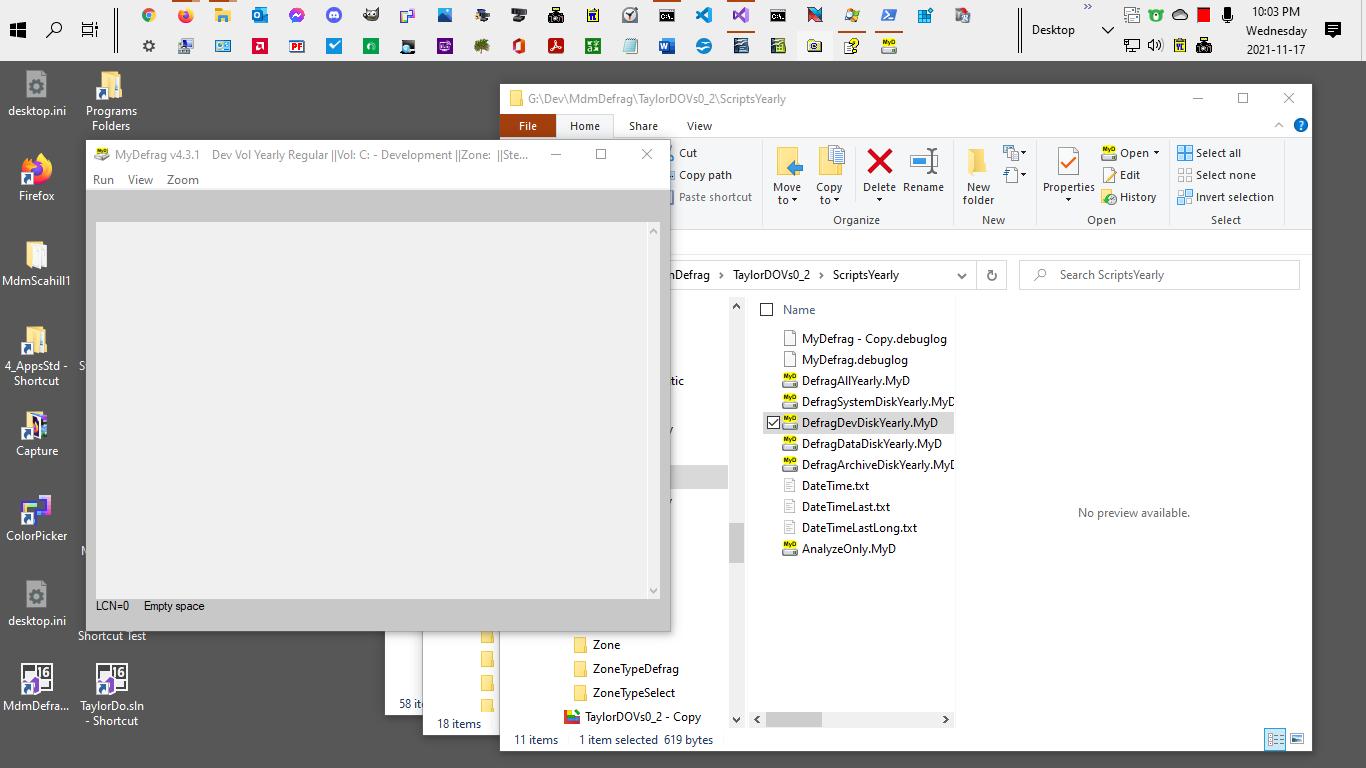 10:03 PM
Desktop
Wednesday
2021-11-17
desktop.ini
Programs
Folders
Firefox
MdmScahill1
4_AppsStd -
Shortcut
S
Capture
ColorPicker
desktop.ini
Shortcut Test
MdmDefra...
TaylorDo.sln
- Shortcut
MyDefrag v4.3.1 Dev Vol Yearly Regular ||Vol: C: - Development ||Zone: ||Ste...
Run View Zoom
LCN=0 Empty space
58 it
18 items
G:\Dev\MdmDefrag\TaylorDOVs0_2\ScriptsYearly
File Home Share View
Cut
Copy path
Paste shortcut
Move
to
Copy
to
Delete
Rename
Organize
New
folder
New
Properties
Open
Edit
History
Open
Select all
Select none
Invert selection
Select
mDefrag TaylorDOVs0_2 ScriptsYearly
Search ScriptsYearly
tic
y
y
Zone
ZoneTypeDefrag
ZoneTypeSelect
TaylorDOVs0_2 - Copy
Name
MyDefrag - Copy.debuglog
MyDefrag.debuglog
DefragAllYearly.MyD
DefragSystemDiskYearly.MyD
DefragDevDiskYearly.MyD
DefragDataDiskYearly.MyD
DefragArchiveDiskYearly.MyD
DateTime.txt
DateTimeLast.txt
DateTimeLastLong.txt
AnalyzeOnly.MyD
No preview available.
11 items 1 item selected 619 bytes